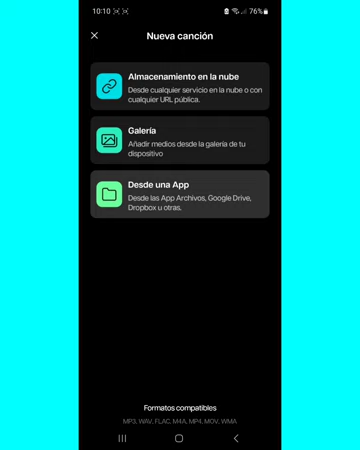 10:10
76%
Nueva canción
Almacenamiento en la nube
Desde cualquier servicio en la nube o con
cualquier URL pública.
Galería
Añadir medios desde la galería de tu
dispositivo
Desde una App
Desde las App Archivos, Google Drive,
Dropbox u otras.
Formatos compatibles
MP3, WAV, FLAC, M4A, MP4, MOV, WMA